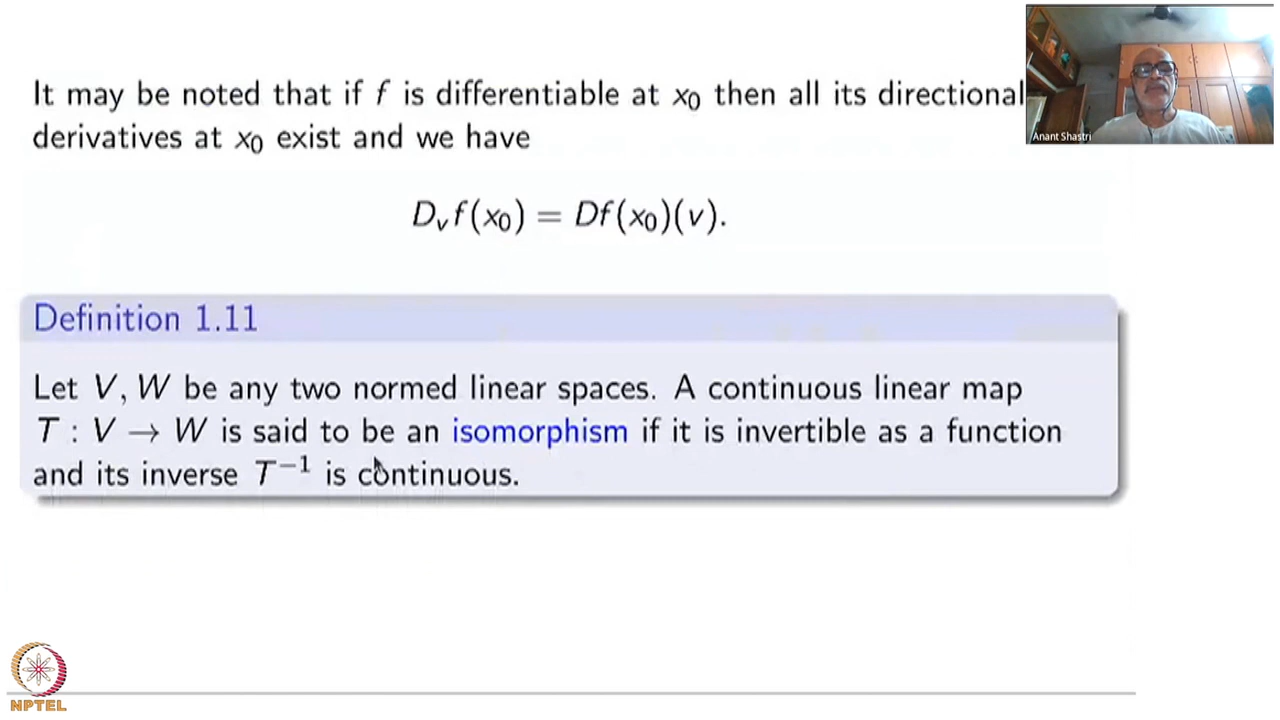 It may be noted that if f is differentiable at x₀ then all its directional
derivatives at x₀ exist and we have
Dᵥf(x₀) = Df(x₀)(v).
Definition 1.11
Let V, W be any two normed linear spaces. A continuous linear map
T : V → W is said to be an isomorphism if it is invertible as a function
and its inverse T⁻¹ is continuous.
Anant Shastri
NPTEL